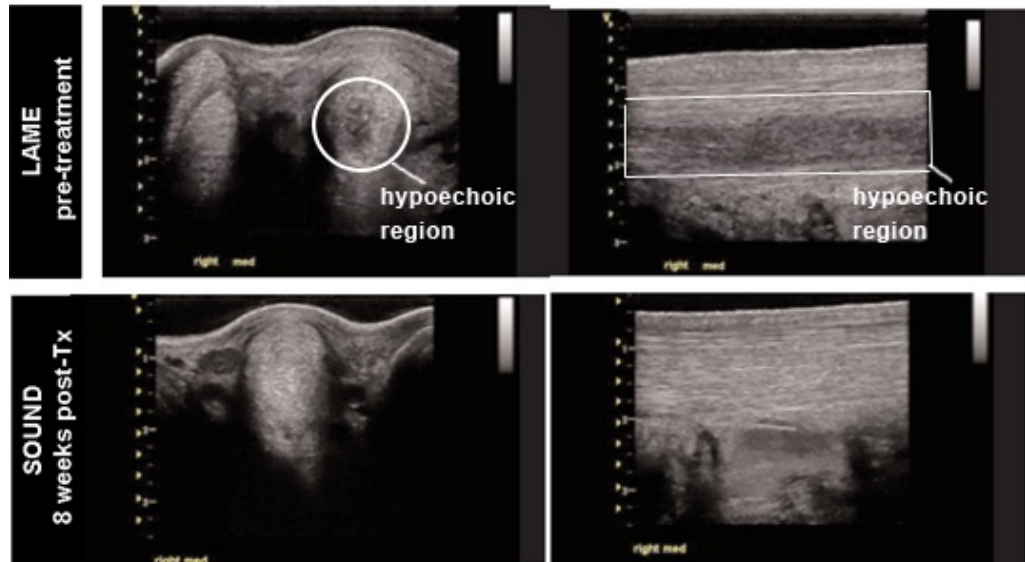 LAME
pre-treatment
hypoechoic
region
right med
hypoechoic
region
right med
SOUND
8 weeks post-Tx
right med
right med